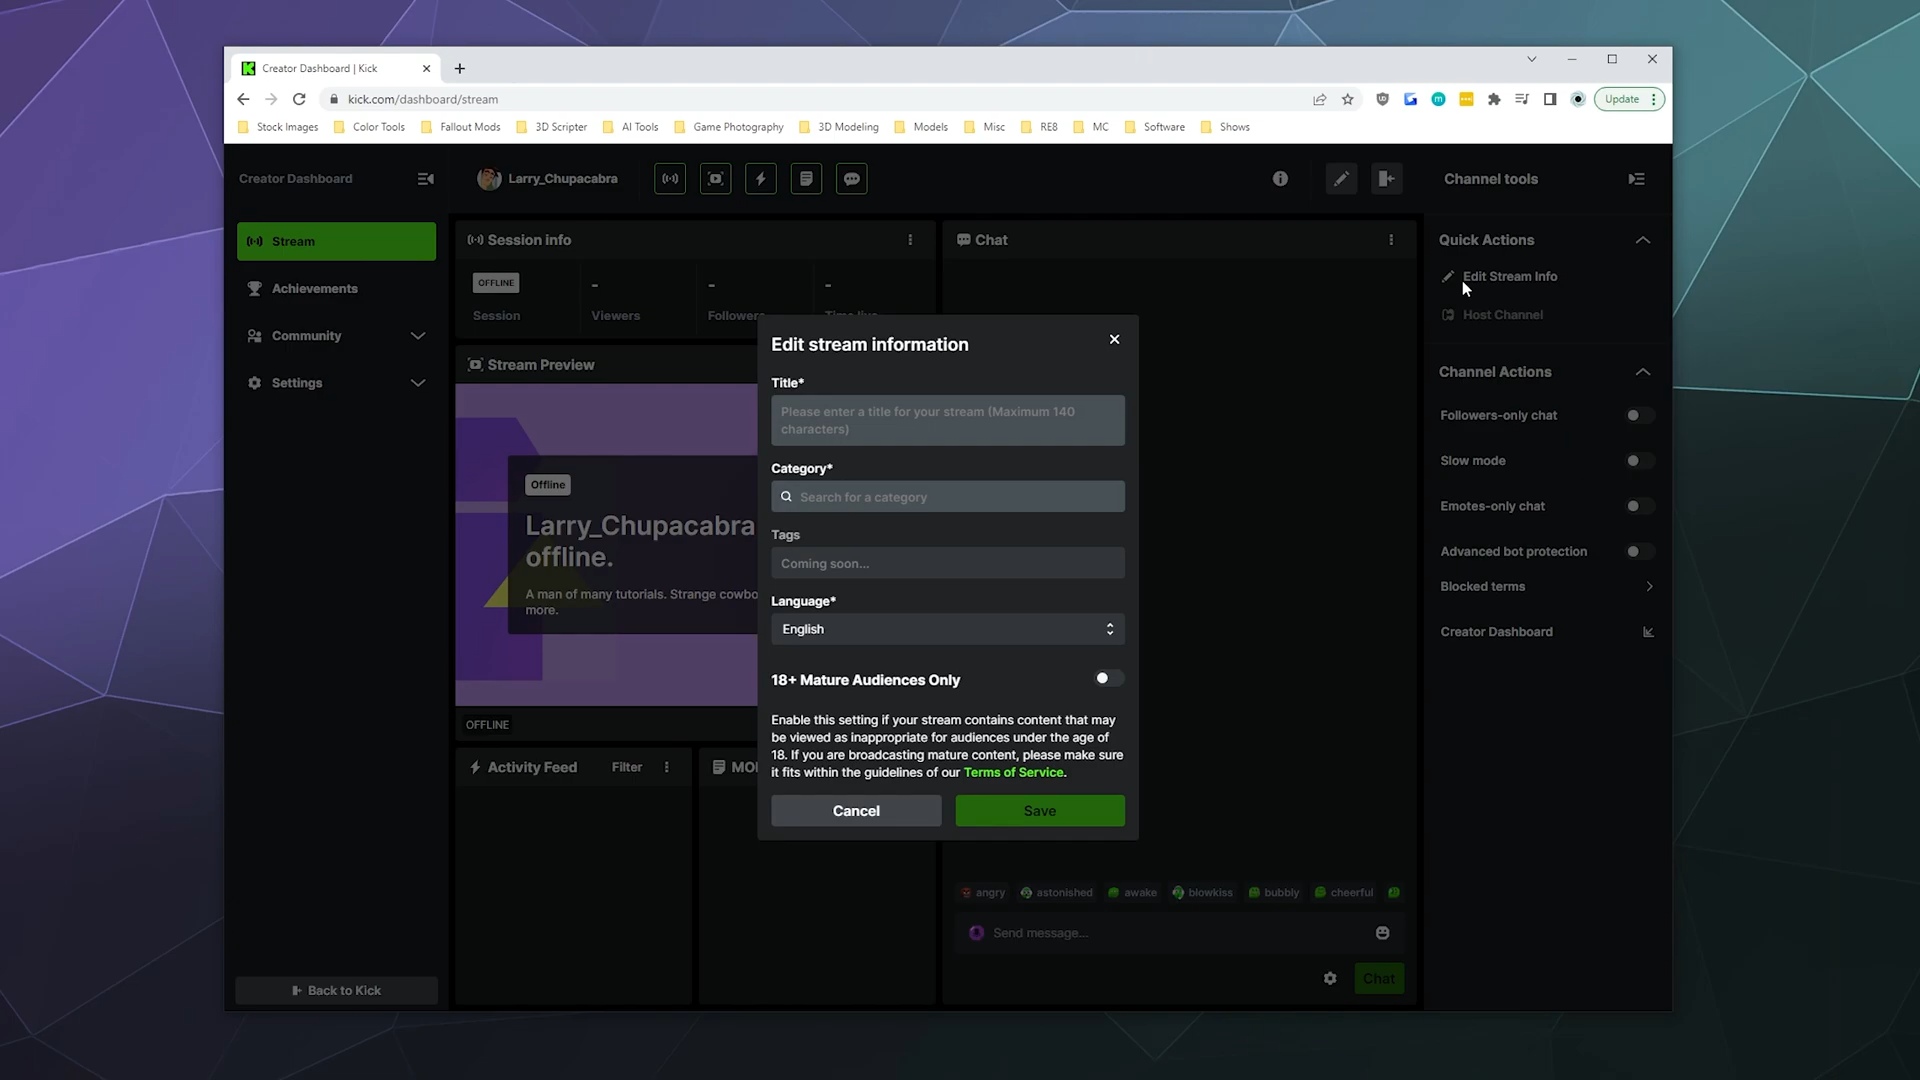 Creator Dashboard | Kick
kick.com/dashboard/stream
Update
Stock Images
Color Tools
Fallout Mods
3D Scripter
AI Tools
Game Photography
3D Modeling
Models
Misc
RE8
MC
Software
Shows
Creator Dashboard
Larry_Chupacabra
Channel tools
Stream
Achievements
Community
Settings
Back to Kick
Session info
OFFLINE
-
-
-
Session
Viewers
Followers
Time live
Stream Preview
Offline
Larry_Chupacabra
offline.
A man of many tutorials. Strange cowbo
more.
OFFLINE
Activity Feed
Filter
MO
Chat
Edit stream information
Title*
Please enter a title for your stream (Maximum 140
characters)
Category*
Search for a category
Tags
Coming soon...
Language*
English
18+ Mature Audiences Only
Enable this setting if your stream contains content that may
be viewed as inappropriate for audiences under the age of
18. If you are broadcasting mature content, please make sure
it fits within the guidelines of our Terms of Service.
Cancel
Save
angry
astonished
awake
blowkiss
bubbly
cheerful
Send message...
Chat
Quick Actions
Edit Stream Info
Host Channel
Channel Actions
Followers-only chat
Slow mode
Emotes-only chat
Advanced bot protection
Blocked terms
Creator Dashboard